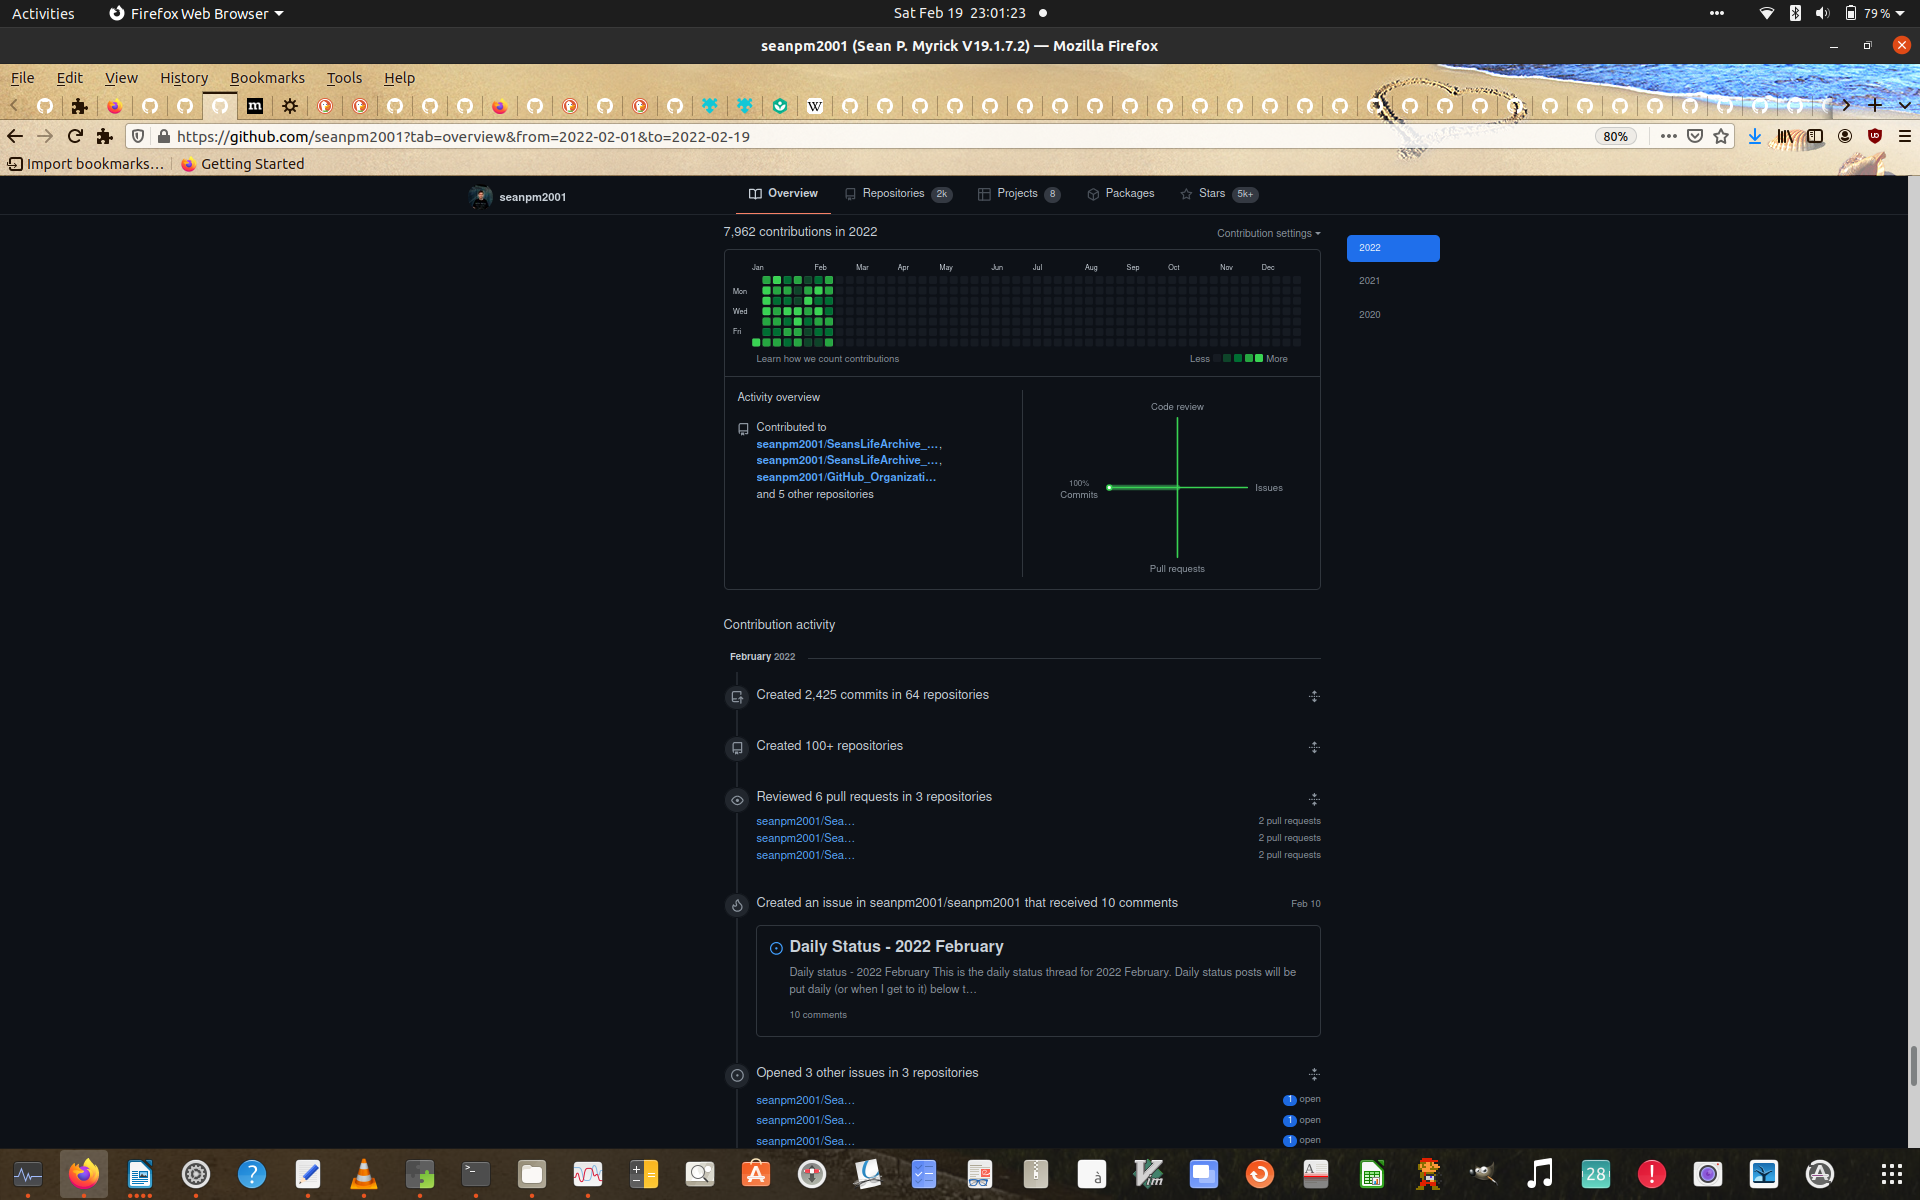 Activities
Firefox Web Browser
Sat Feb 19 23:01:23
79 %
seanpm2001 (Sean P. Myrick V19.1.7.2) — Mozilla Firefox
File Edit View History Bookmarks Tools Help
https://github.com/seanpm2001?tab=overview&from=2022-02-01&to=2022-02-19
80%
Import bookmarks…
Getting Started
seanpm2001
Overview
Repositories 2k
Projects 8
Packages
Stars 5k+
7,962 contributions in 2022
Contribution settings
2022
2021
2020
Jan Feb Mar Apr May Jun Jul Aug Sep Oct Nov Dec
Mon
Wed
Fri
Learn how we count contributions
Less More
Activity overview
Contributed to
seanpm2001/SeansLifeArchive_…,
seanpm2001/SeansLifeArchive_…,
seanpm2001/GitHub_Organizati…
and 5 other repositories
Code review
100%
Commits
Issues
Pull requests
Contribution activity
February 2022
Created 2,425 commits in 64 repositories
Created 100+ repositories
Reviewed 6 pull requests in 3 repositories
seanpm2001/Sea… 2 pull requests
seanpm2001/Sea… 2 pull requests
seanpm2001/Sea… 2 pull requests
Created an issue in seanpm2001/seanpm2001 that received 10 comments
Feb 10
Daily Status - 2022 February
Daily status - 2022 February This is the daily status thread for 2022 February. Daily status posts will be
put daily (or when I get to it) below t…
10 comments
Opened 3 other issues in 3 repositories
seanpm2001/Sea… 1 open
seanpm2001/Sea… 1 open
seanpm2001/Sea… 1 open
28